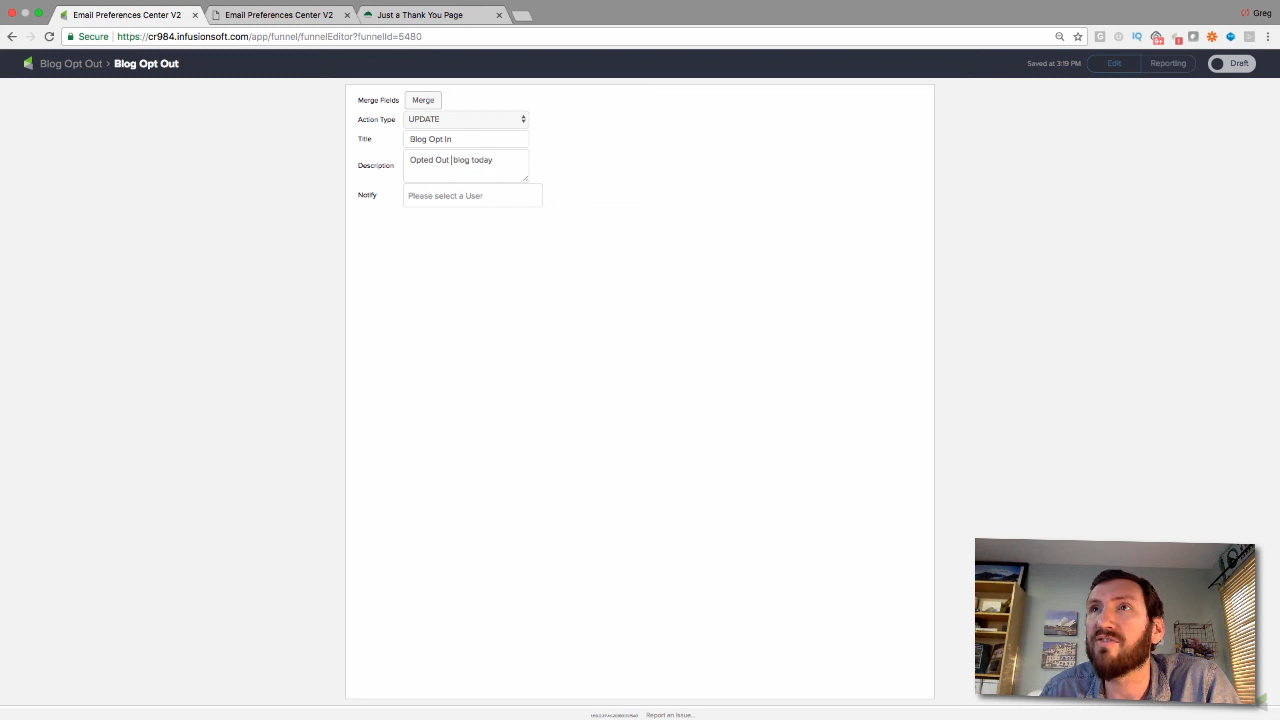 Email Preferences Center V2
Email Preferences Center V2
Just a Thank You Page
Greg
Secure
https://cr984.infusionsoft.com/app/funnel/funnelEditor?funnelId=5480
Blog Opt Out > Blog Opt Out
Saved at 3:19 PM
Edit
Reporting
Draft
Merge Fields
Merge
Action Type
UPDATE
Title
Blog Opt In
Description
Opted Out blog today
Notify
Please select a User
Report an Issue...